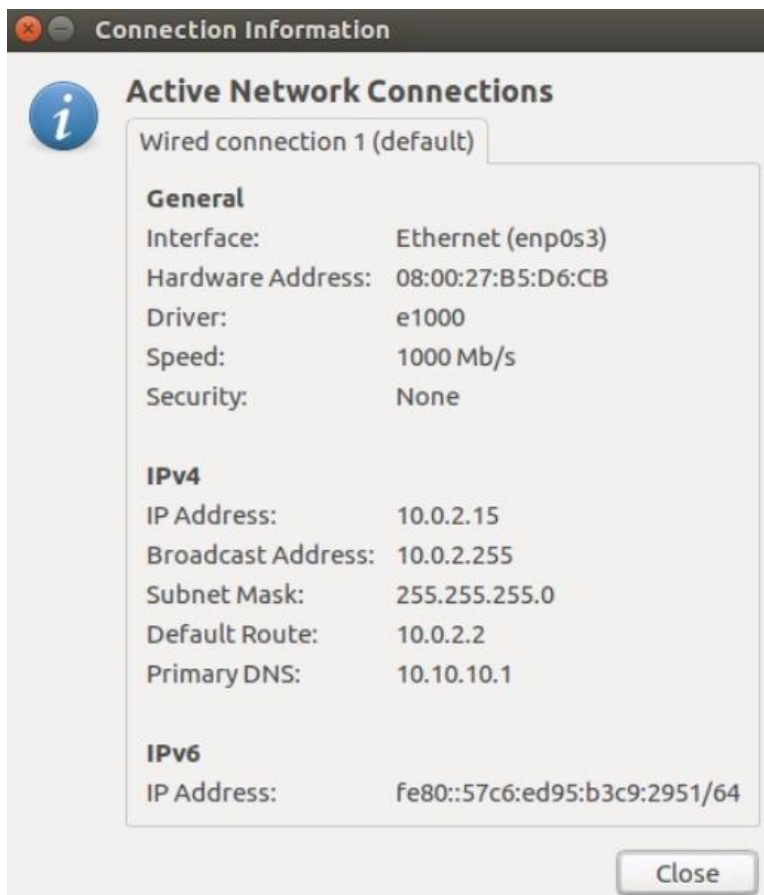 Connection Information
i
Active Network Connections
Wired connection 1 (default)
General
Interface: Ethernet (enp0s3)
Hardware Address: 08:00:27:B5:D6:CB
Driver: e1000
Speed: 1000 Mb/s
Security: None
IPv4
IP Address: 10.0.2.15
Broadcast Address: 10.0.2.255
Subnet Mask: 255.255.255.0
Default Route: 10.0.2.2
Primary DNS: 10.10.10.1
IPv6
IP Address: fe80::57c6:ed95:b3c9:2951/64
Close